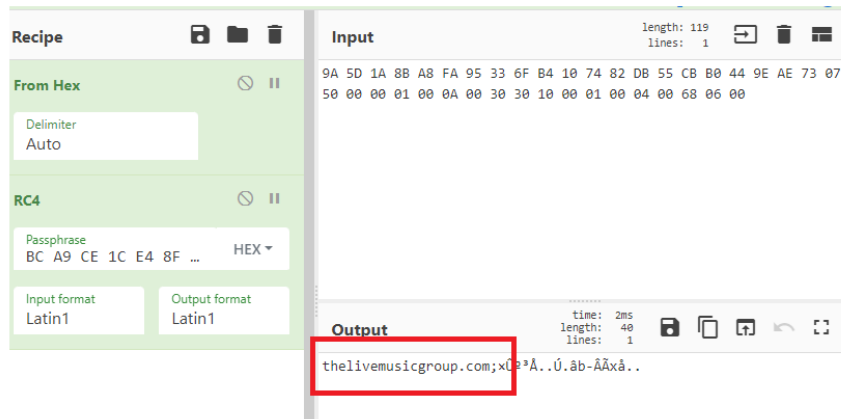 Recipe
From Hex
Delimiter
Auto
RC4
Passphrase
BC A9 CE 1C E4 8F ...
HEX
Input format
Latin1
Output format
Latin1
Input
length: 119
lines: 1
9A 5D 1A 8B A8 FA 95 33 6F B4 10 74 82 DB 55 CB B0 44 9E AE 73 07
50 00 00 01 00 0A 00 30 30 10 00 01 00 04 00 68 06 00
Output
time: 2ms
length: 40
lines: 1
thelivemusicgroup.com;×Ûº³Å..Ú.âb-ÂÃxå..